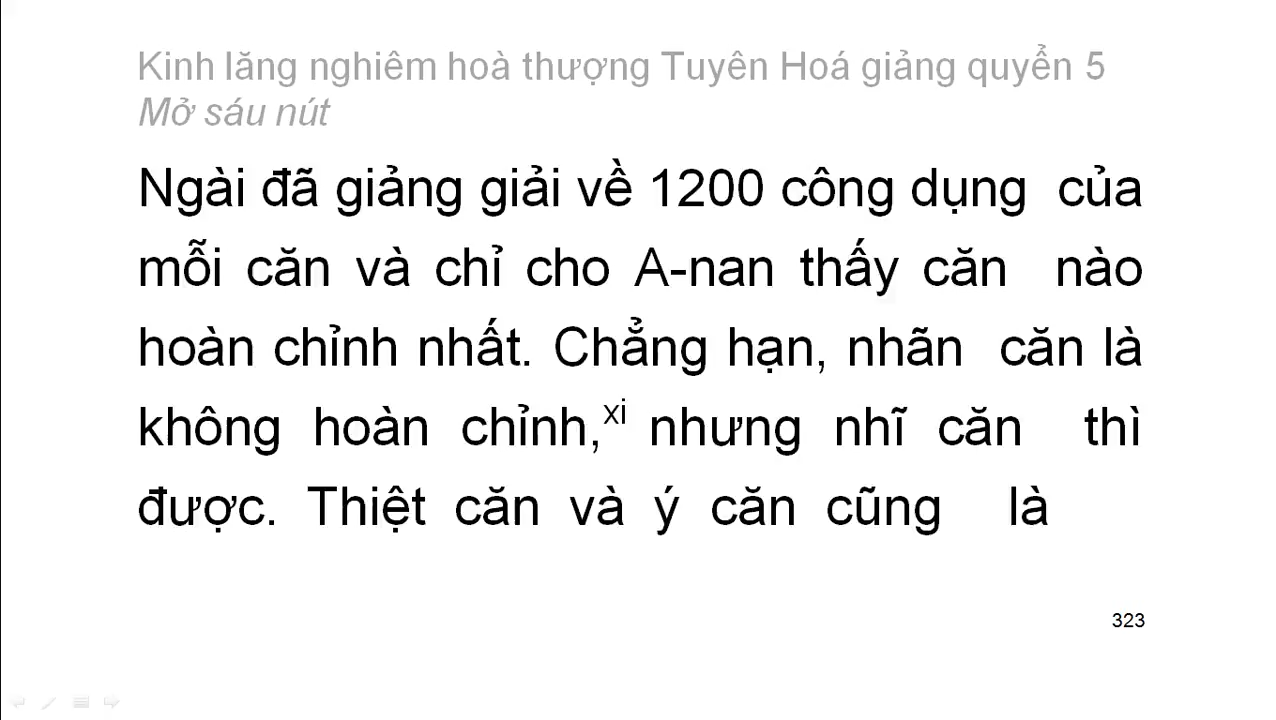 Kinh lăng nghiêm hoà thượng Tuyên Hoá giảng quyển 5
Mở sáu nút
Ngài đã giảng giải về 1200 công dụng của
mỗi căn và chỉ cho A-nan thấy căn nào
hoàn chỉnh nhất. Chẳng hạn, nhãn căn là
không hoàn chỉnh,xi nhưng nhĩ căn thì
được. Thiệt căn và ý căn cũng là
323